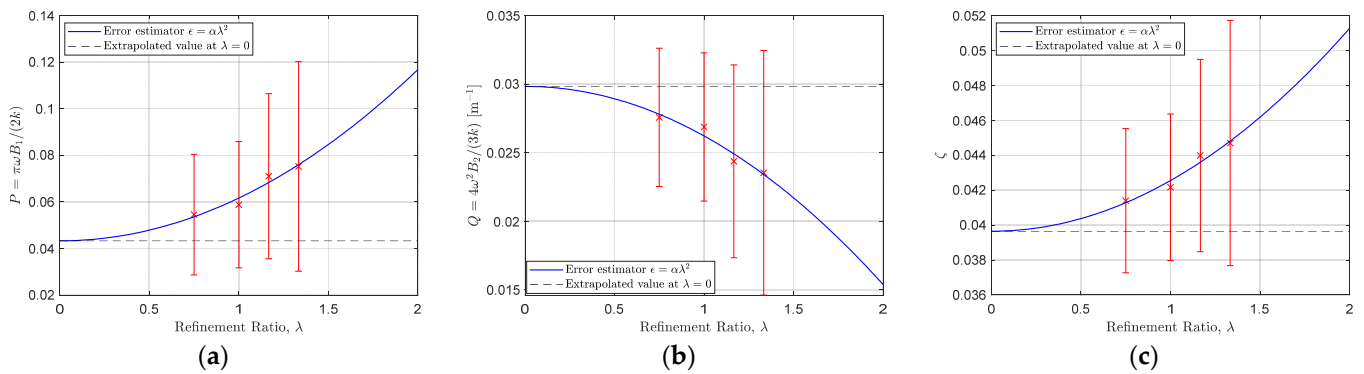 0.14
0.12
0.1
0.08
0.06
0.04
0.02
P = πωB₁/(2k)
Error estimator ϵ = αλ²
Extrapolated value at λ = 0
0
0.5
1
1.5
2
Refinement Ratio, λ
(a)
0.035
0.03
0.025
0.02
0.015
Q = 4ω²B₂/(3k) [m⁻¹]
Error estimator ϵ = αλ²
Extrapolated value at λ = 0
0
0.5
1
1.5
2
Refinement Ratio, λ
(b)
0.052
0.05
0.048
0.046
0.044
0.042
0.04
0.038
0.036
ζ
Error estimator ϵ = αλ²
Extrapolated value at λ = 0
0
0.5
1
1.5
2
Refinement Ratio, λ
(c)